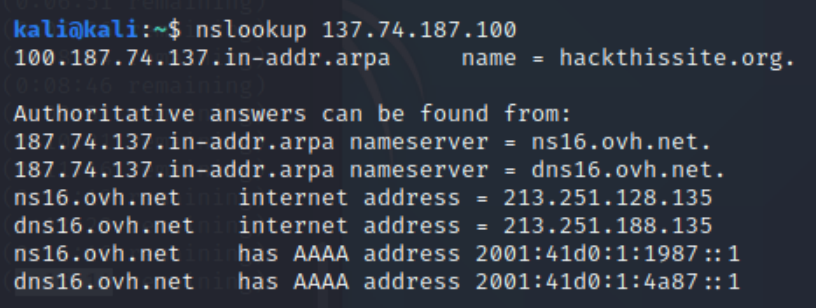 kali@kali:~$ nslookup 137.74.187.100
100.187.74.137.in-addr.arpa name = hackthissite.org.
Authoritative answers can be found from:
187.74.137.in-addr.arpa nameserver = ns16.ovh.net.
187.74.137.in-addr.arpa nameserver = dns16.ovh.net.
ns16.ovh.net internet address = 213.251.128.135
dns16.ovh.net internet address = 213.251.188.135
ns16.ovh.net has AAAA address 2001:41d0:1:1987::1
dns16.ovh.net has AAAA address 2001:41d0:1:4a87::1